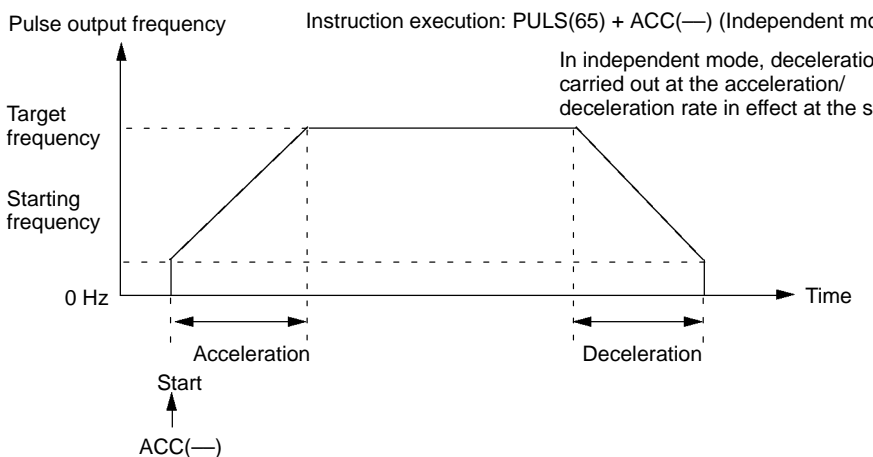 Pulse output frequency
Instruction execution: PULS(65) + ACC(—) (Independent mo
In independent mode, deceleratio
carried out at the acceleration/
deceleration rate in effect at the s
Target
frequency
Starting
frequency
0 Hz
Time
Acceleration
Deceleration
Start
ACC(—)